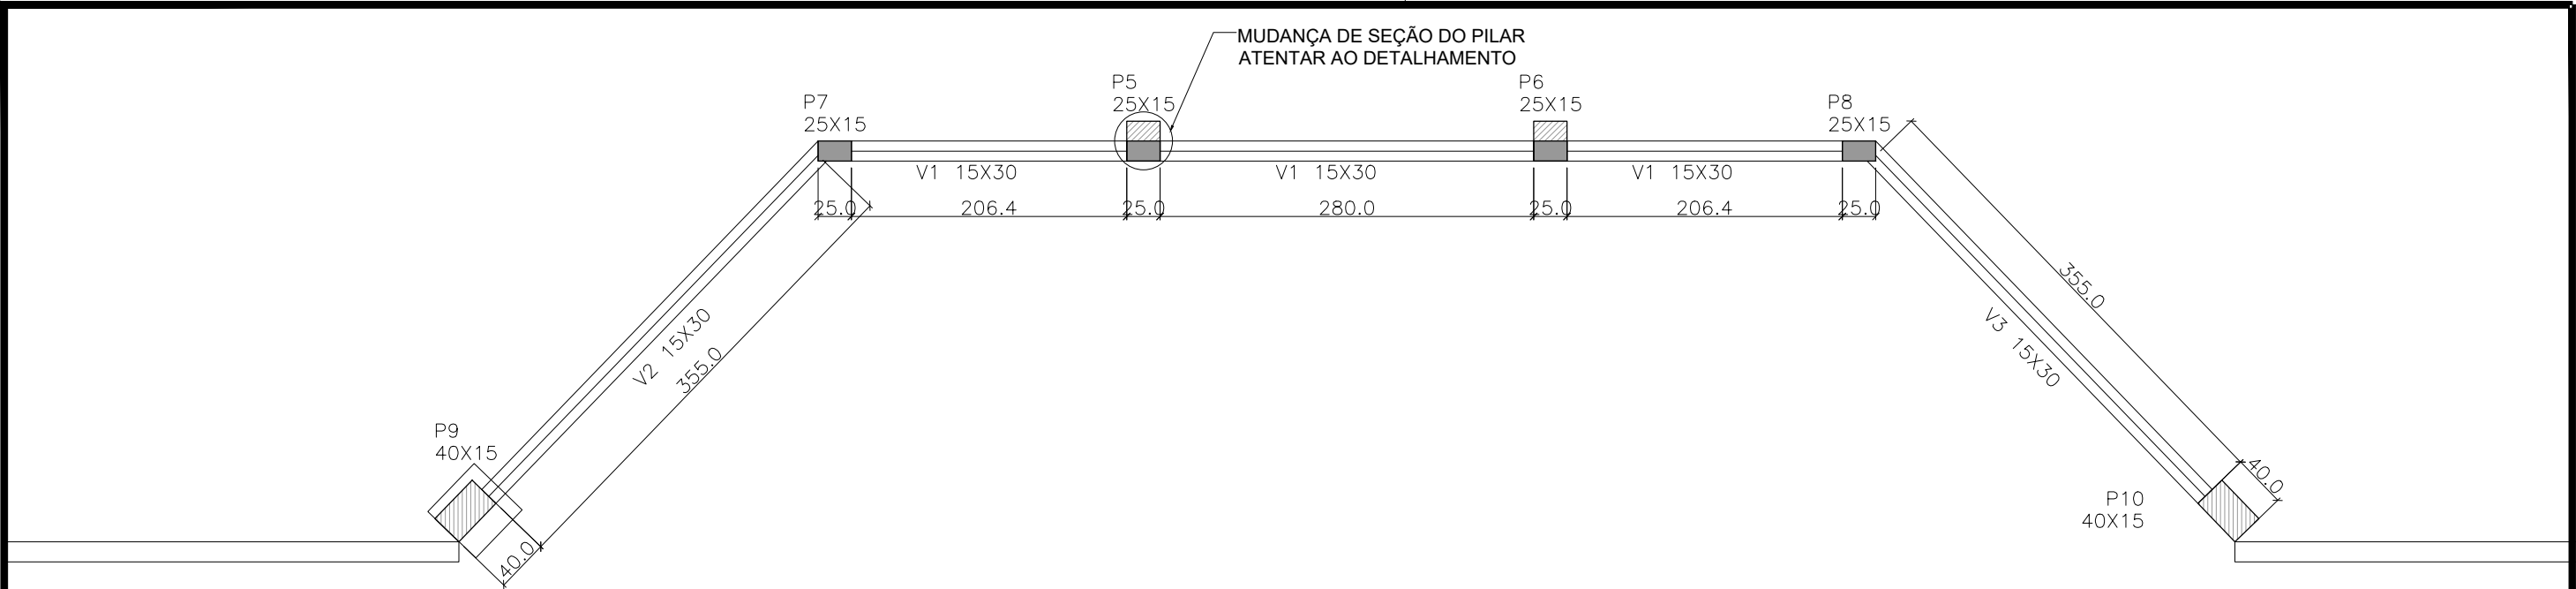 MUDANÇA DE SEÇÃO DO PILAR
ATENTAR AO DETALHAMENTO
P5
25X15
P6
25X15
P7
25X15
P8
25X15
V1 15X30
V1 15X30
V1 15X30
25.0
206.4
25.0
280.0
25.0
206.4
25.0
V2 15X30
355.0
355.0
V3 15X30
P9
40X15
40.0
40.0
P10
40X15